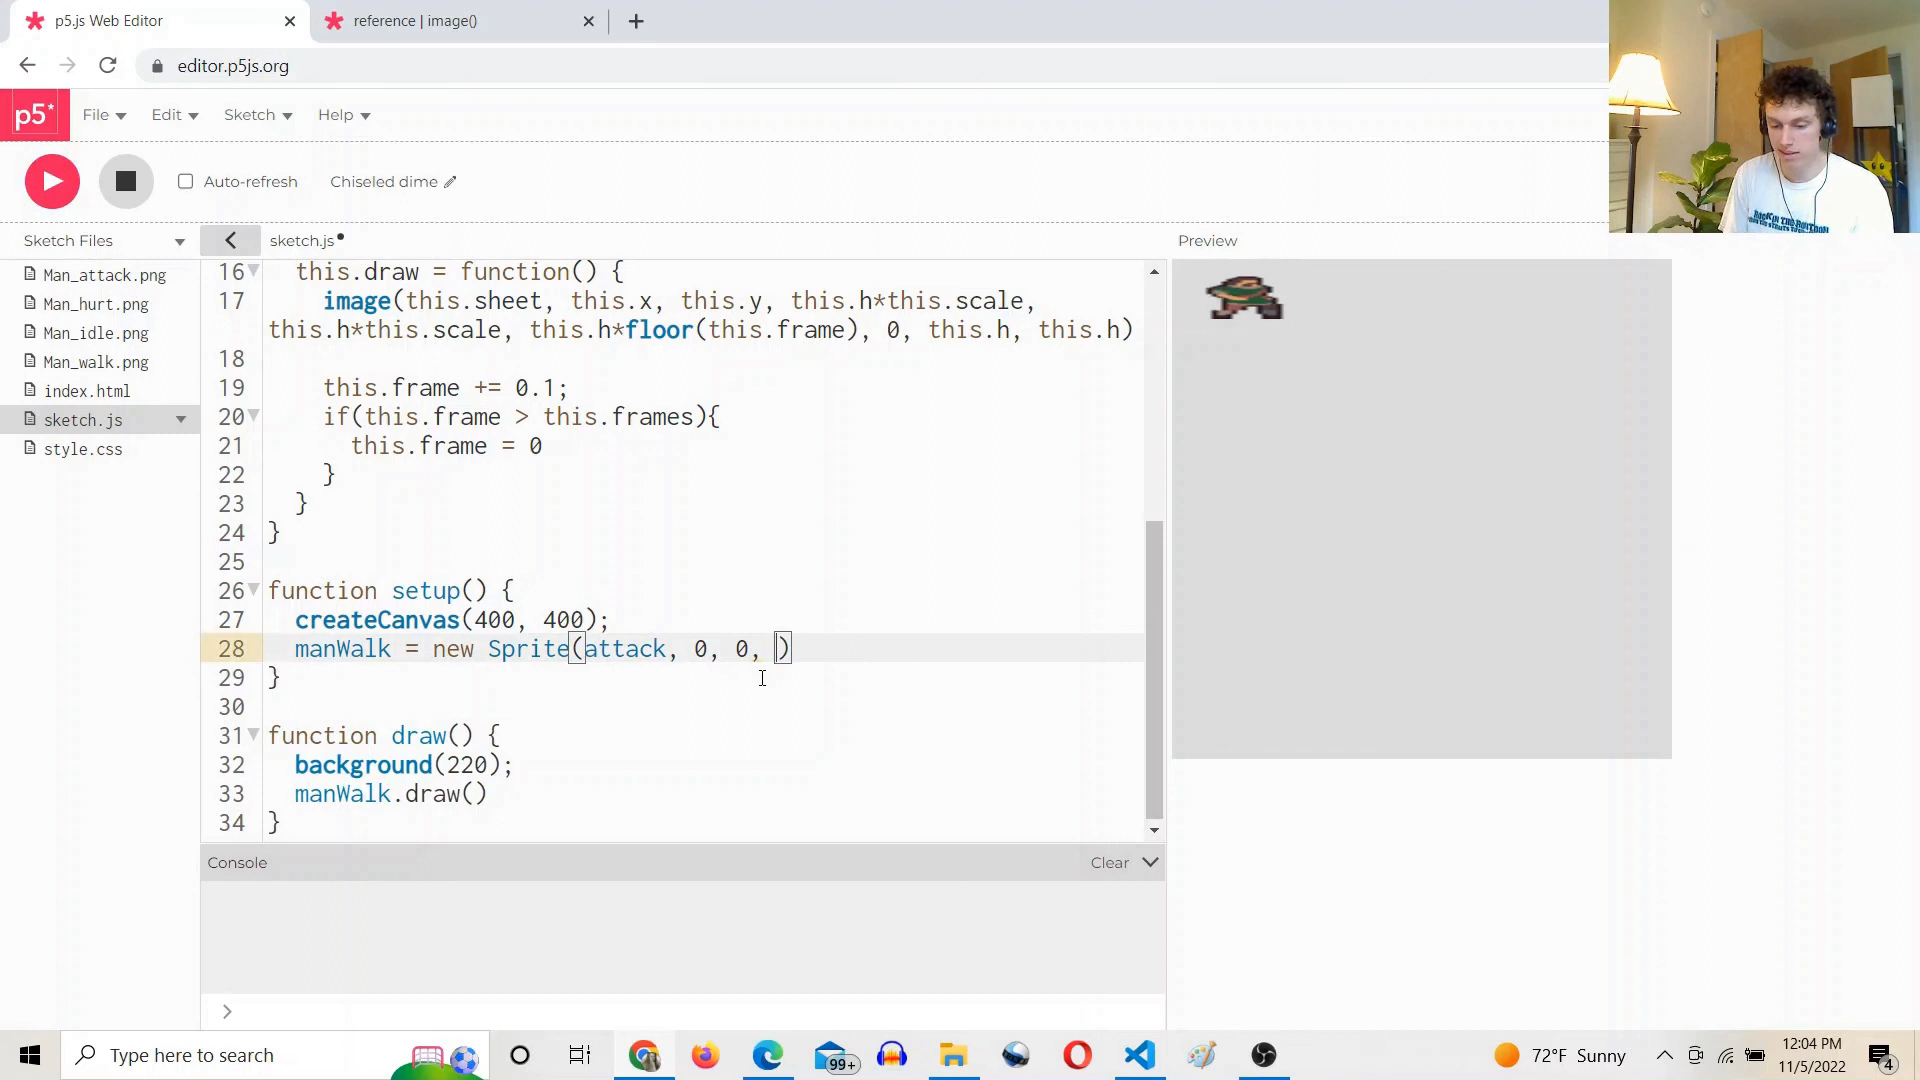 p5.js Web Editor
reference | image()
editor.p5js.org
p5*
File
Edit
Sketch
Help
Auto-refresh
Chiseled dime
Sketch Files
sketch.js
Preview
Man_attack.png
Man_hurt.png
Man_idle.png
Man_walk.png
index.html
sketch.js
style.css
16 this.draw = function() {
17 image(this.sheet, this.x, this.y, this.h*this.scale,
this.h*this.scale, this.h*floor(this.frame), 0, this.h, this.h)
18
19 this.frame += 0.1;
20 if(this.frame > this.frames){
21 this.frame = 0
22 }
23 }
24 }
25
26 function setup() {
27 createCanvas(400, 400);
28 manWalk = new Sprite(attack, 0, 0, )
29 }
30
31 function draw() {
32 background(220);
33 manWalk.draw()
34 }
Console
Clear
>
Type here to search
99+
72°F Sunny
12:04 PM
11/5/2022
4